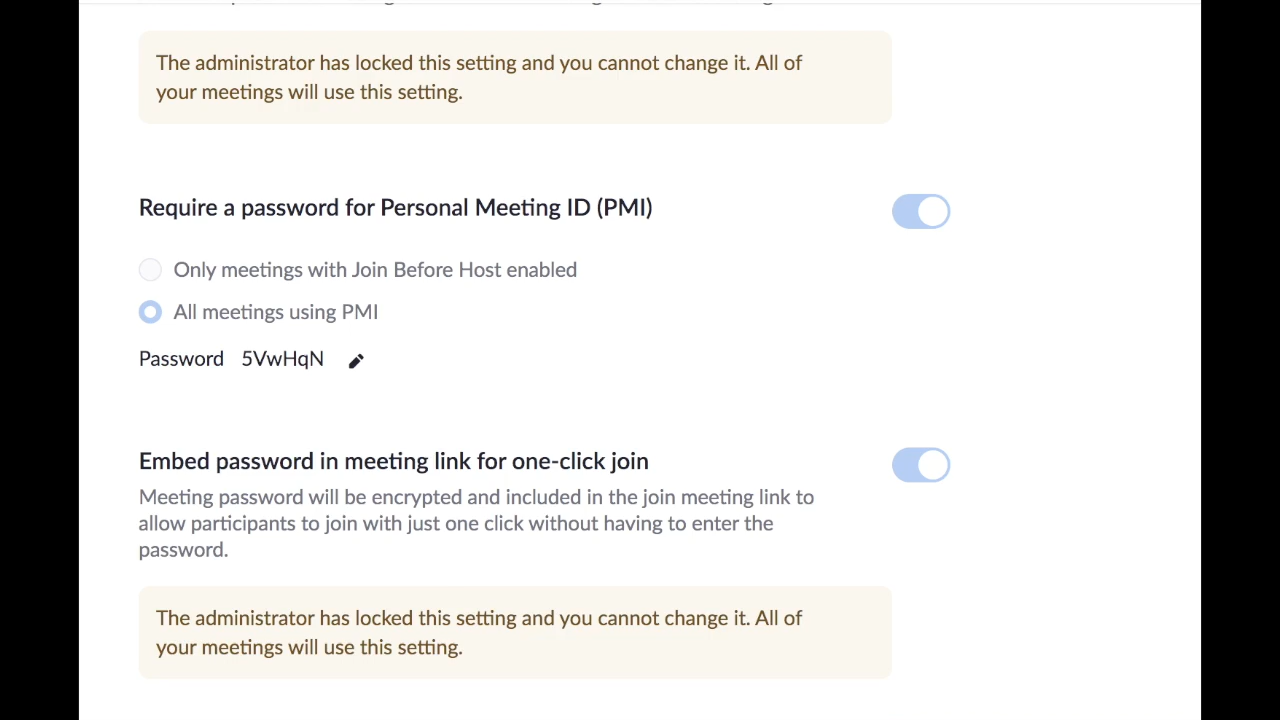 The administrator has locked this setting and you cannot change it. All of
your meetings will use this setting.
Require a password for Personal Meeting ID (PMI)
Only meetings with Join Before Host enabled
All meetings using PMI
Password 5VwHqN
Embed password in meeting link for one-click join
Meeting password will be encrypted and included in the join meeting link to
allow participants to join with just one click without having to enter the
password.
The administrator has locked this setting and you cannot change it. All of
your meetings will use this setting.